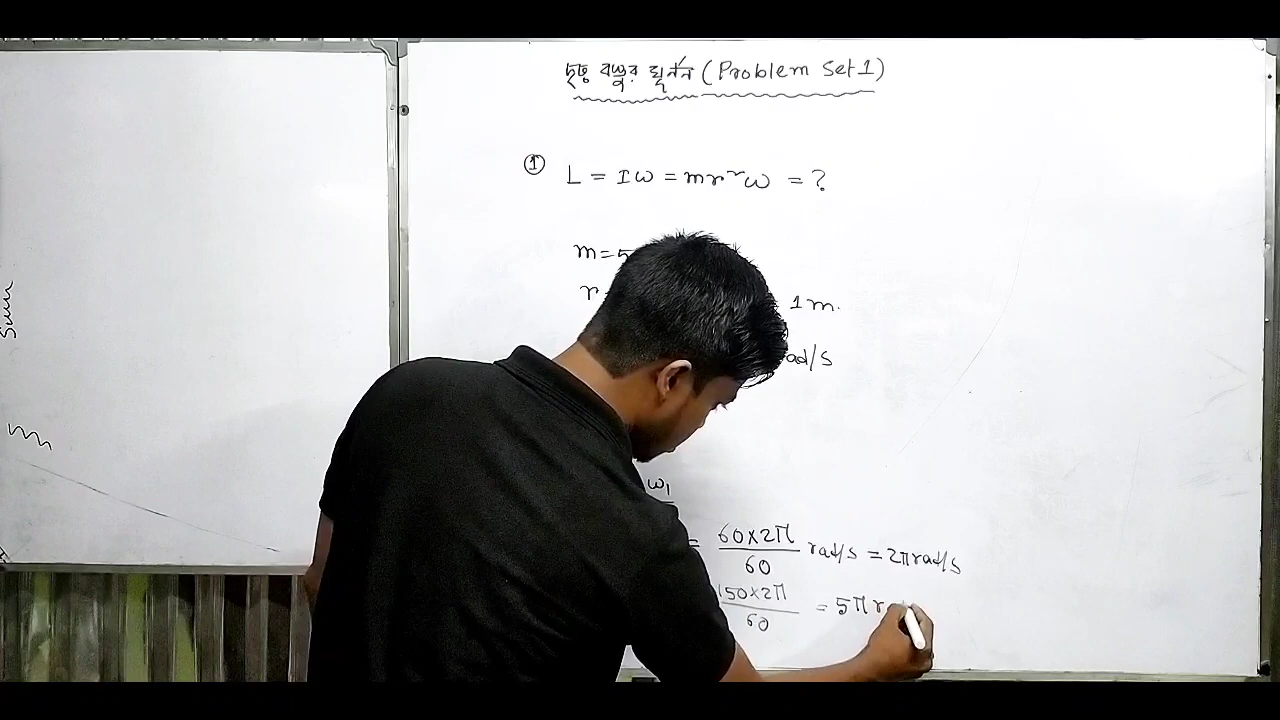 দৃঢ় বস্তুর ঘূর্ণন (Problem Set 1)
① L = Iω = mr²ω = ?
m = 5
r 1 m.
rad/s
ω₁
= 60×2π/60 rad/s = 2π rad/s
150×2π/60 = 5π r